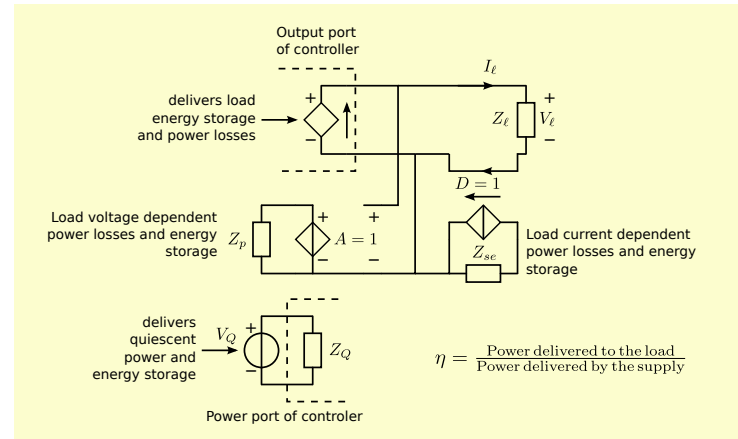 Output port
of controller
I_ℓ
+
delivers load
energy storage
and power losses
−
+
Z_ℓ
V_ℓ
−
D = 1
Load voltage dependent
power losses and energy
storage
Z_p
+
A = 1
−
+
−
Z_se
Load current dependent
power losses and energy
storage
delivers
quiescent
power and
energy storage
V_Q
+
−
Z_Q
η = Power delivered to the load / Power delivered by the supply
Power port of controler